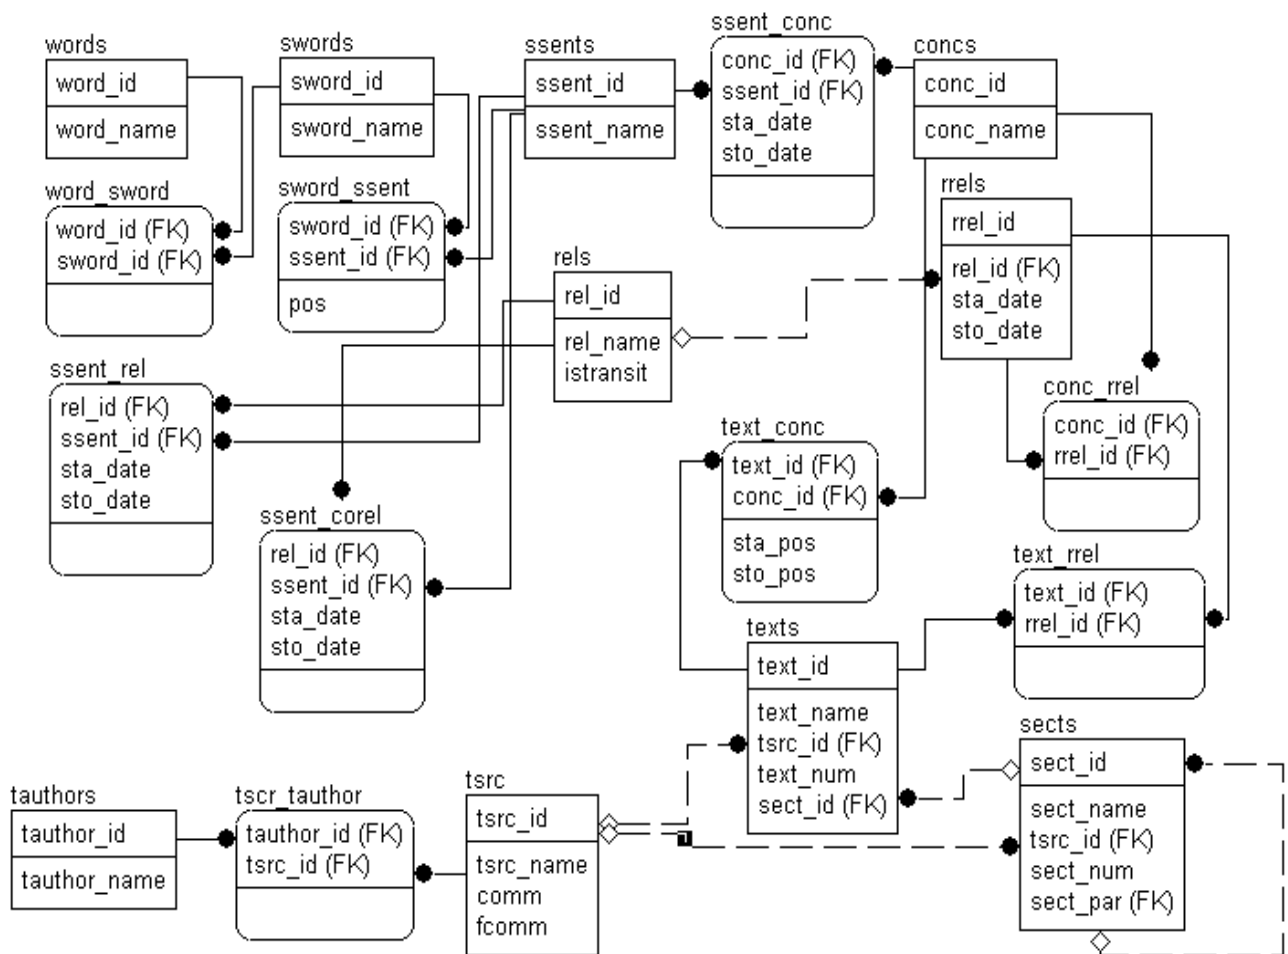 words
word_id
word_name
swords
sword_id
sword_name
ssents
ssent_id
ssent_name
ssent_conc
conc_id (FK)
ssent_id (FK)
sta_date
sto_date
concs
conc_id
conc_name
word_sword
word_id (FK)
sword_id (FK)
sword_ssent
sword_id (FK)
ssent_id (FK)
pos
rels
rel_id
rel_name
istransit
rrels
rrel_id
rel_id (FK)
sta_date
sto_date
ssent_rel
rel_id (FK)
ssent_id (FK)
sta_date
sto_date
conc_rrel
conc_id (FK)
rrel_id (FK)
text_conc
text_id (FK)
conc_id (FK)
sta_pos
sto_pos
ssent_corel
rel_id (FK)
ssent_id (FK)
sta_date
sto_date
text_rrel
text_id (FK)
rrel_id (FK)
texts
text_id
text_name
tsrc_id (FK)
text_num
sect_id (FK)
sects
sect_id
sect_name
tsrc_id (FK)
sect_num
sect_par (FK)
tauthors
tauthor_id
tauthor_name
tscr_tauthor
tauthor_id (FK)
tsrc_id (FK)
tsrc
tsrc_id
tsrc_name
comm
fcomm